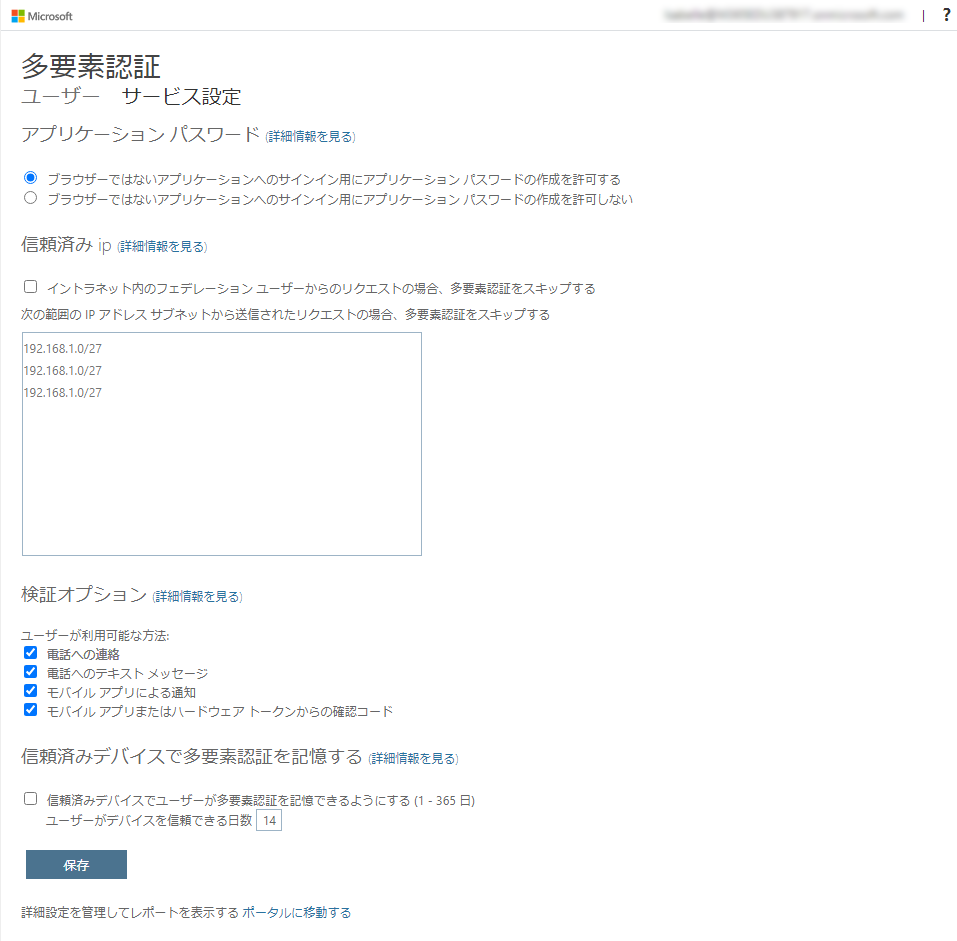 Microsoft
| ?
多要素認証
ユーザー サービス設定
アプリケーション パスワード (詳細情報を見る)
ブラウザーではないアプリケーションへのサインイン用にアプリケーション パスワードの作成を許可する
ブラウザーではないアプリケーションへのサインイン用にアプリケーション パスワードの作成を許可しない
信頼済み ip (詳細情報を見る)
イントラネット内のフェデレーション ユーザーからのリクエストの場合、多要素認証をスキップする
次の範囲の IP アドレス サブネットから送信されたリクエストの場合、多要素認証をスキップする
192.168.1.0/27
192.168.1.0/27
192.168.1.0/27
検証オプション (詳細情報を見る)
ユーザーが利用可能な方法:
電話への連絡
電話へのテキスト メッセージ
モバイル アプリによる通知
モバイル アプリまたはハードウェア トークンからの確認コード
信頼済みデバイスで多要素認証を記憶する (詳細情報を見る)
信頼済みデバイスでユーザーが多要素認証を記憶できるようにする (1 - 365 日)
ユーザーがデバイスを信頼できる日数 14
保存
詳細設定を管理してレポートを表示する ポータルに移動する